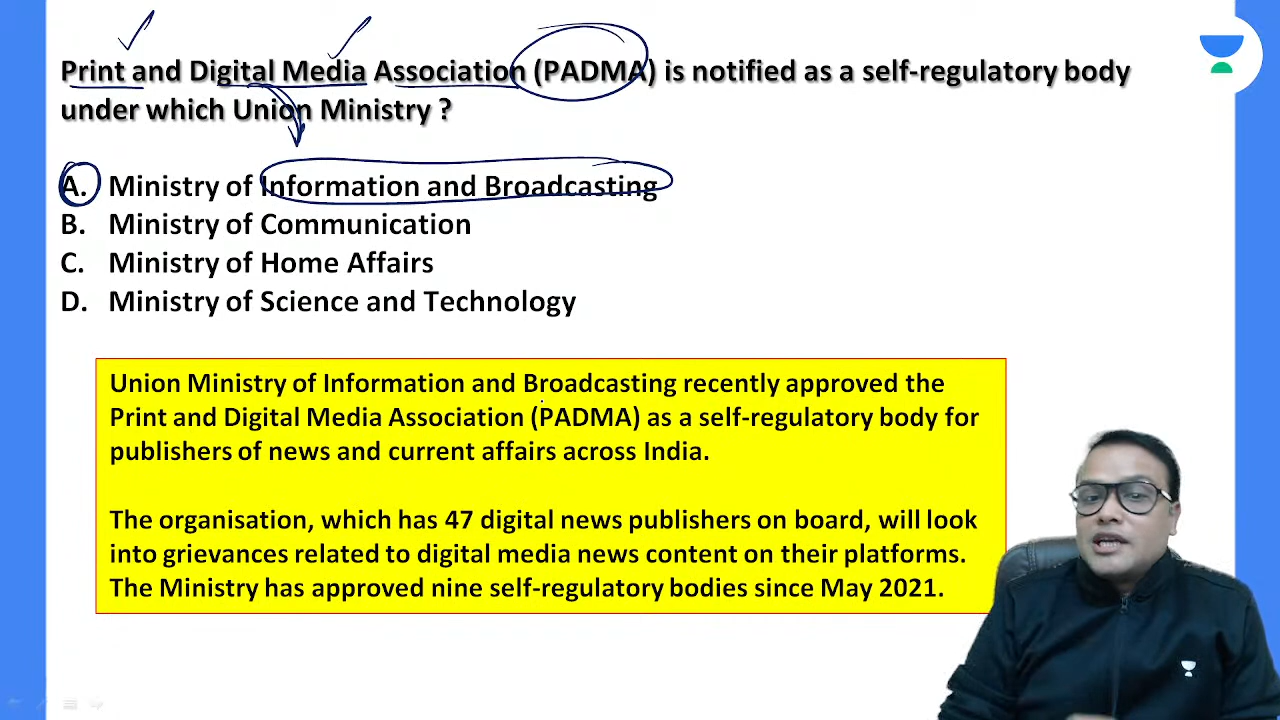 Print and Digital Media Association (PADMA) is notified as a self-regulatory body
under which Union Ministry ?
A. Ministry of Information and Broadcasting
B. Ministry of Communication
C. Ministry of Home Affairs
D. Ministry of Science and Technology
Union Ministry of Information and Broadcasting recently approved the
Print and Digital Media Association (PADMA) as a self-regulatory body for
publishers of news and current affairs across India.
The organisation, which has 47 digital news publishers on board, will look
into grievances related to digital media news content on their platforms.
The Ministry has approved nine self-regulatory bodies since May 2021.